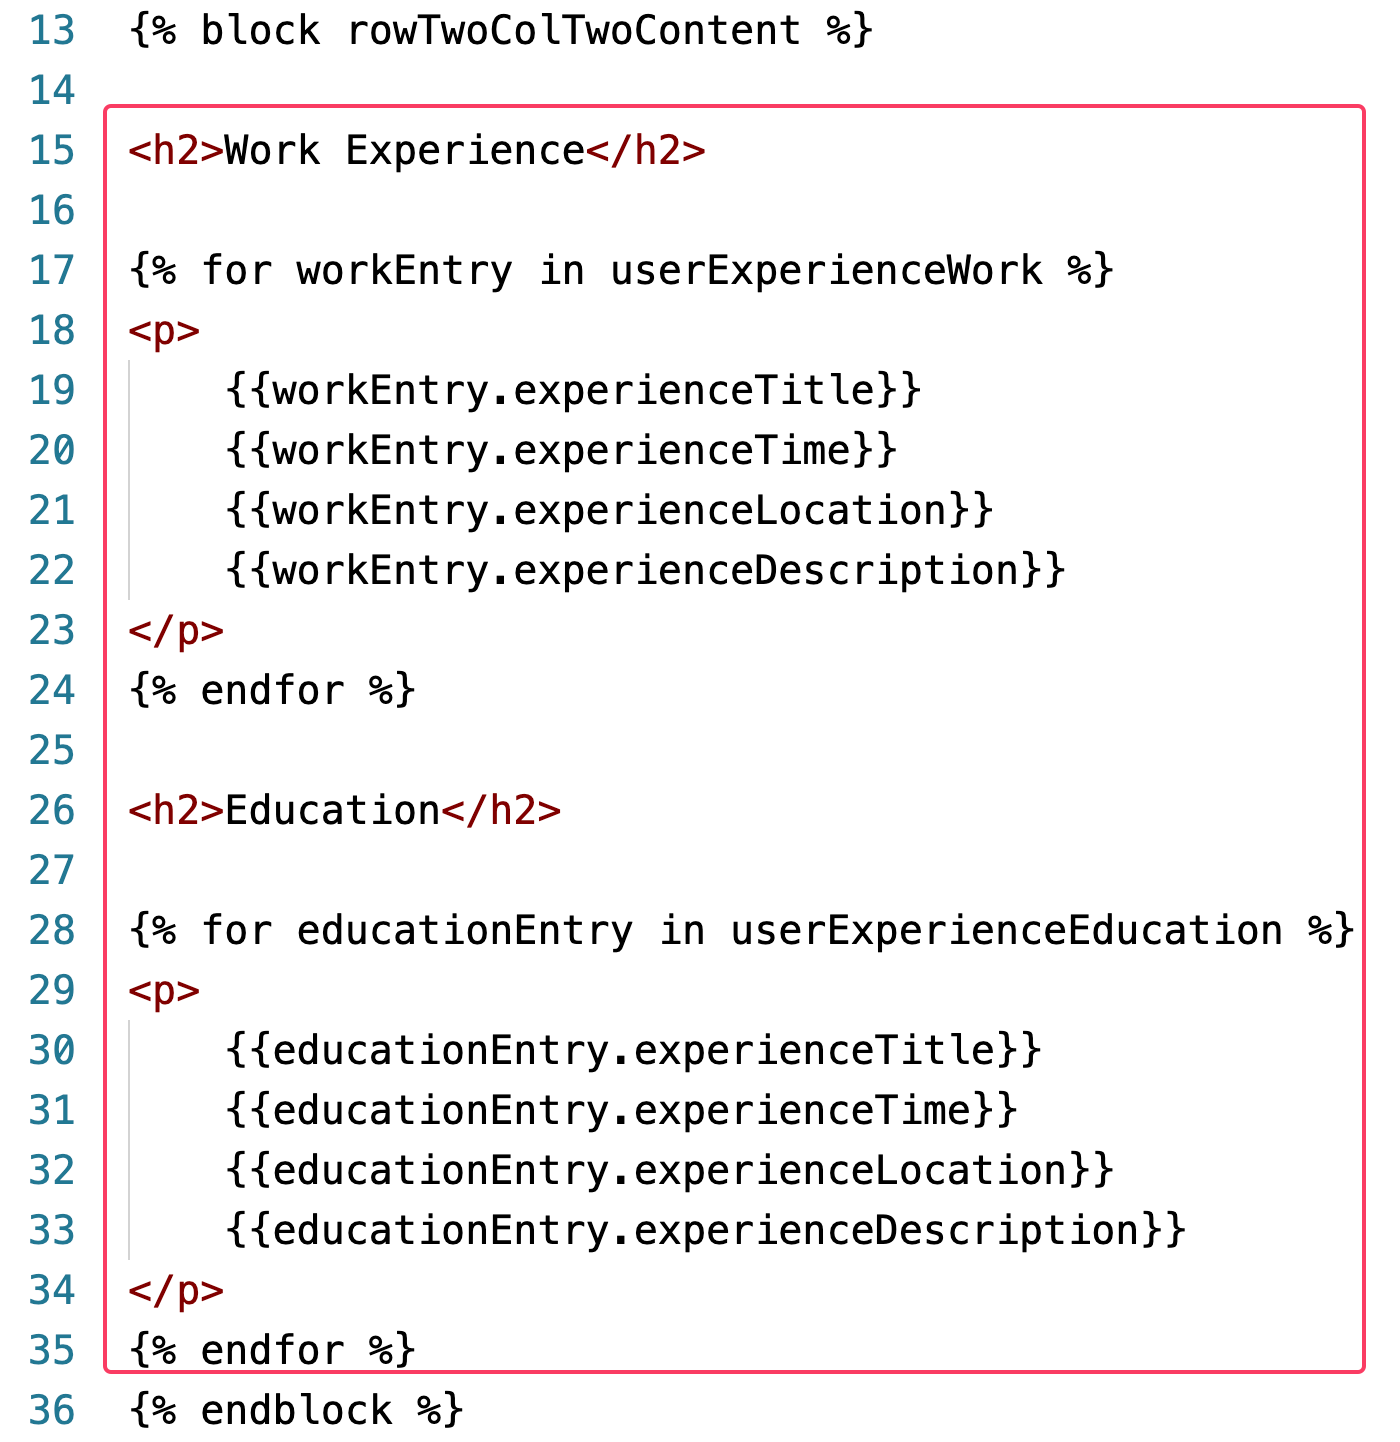 13 {% block rowTwoColTwoContent %}
14
15 <h2>Work Experience</h2>
16
17 {% for workEntry in userExperienceWork %}
18 <p>
19     {{workEntry.experienceTitle}}
20     {{workEntry.experienceTime}}
21     {{workEntry.experienceLocation}}
22     {{workEntry.experienceDescription}}
23 </p>
24 {% endfor %}
25
26 <h2>Education</h2>
27
28 {% for educationEntry in userExperienceEducation %}
29 <p>
30     {{educationEntry.experienceTitle}}
31     {{educationEntry.experienceTime}}
32     {{educationEntry.experienceLocation}}
33     {{educationEntry.experienceDescription}}
34 </p>
35 {% endfor %}
36 {% endblock %}